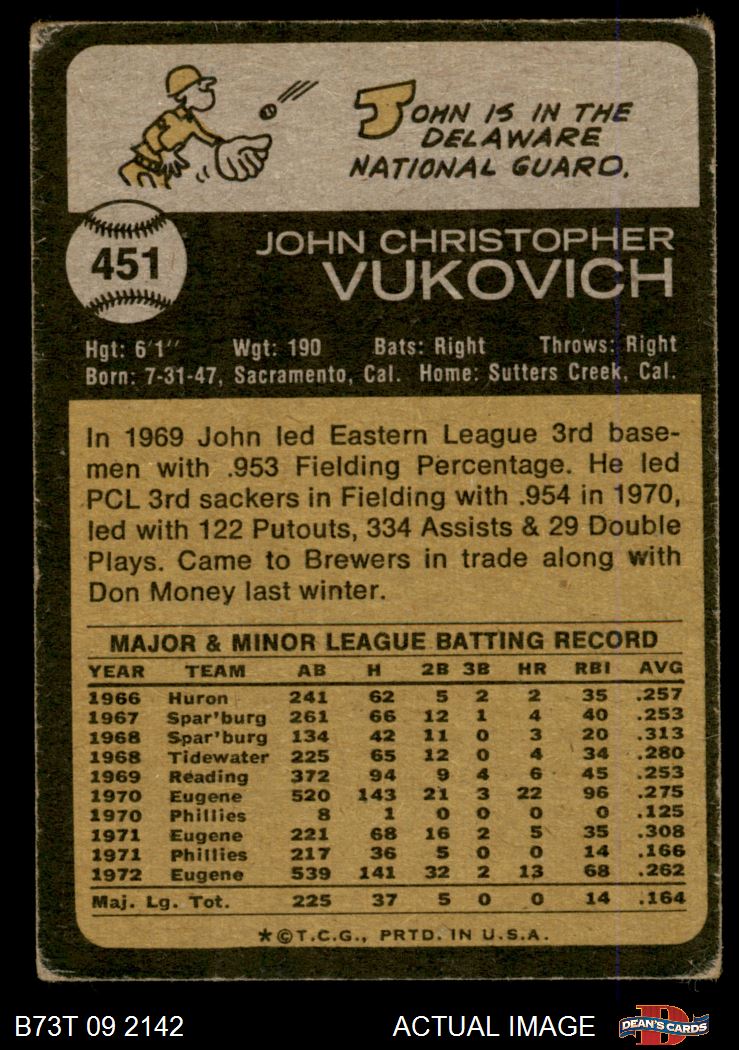 JOHN IS IN THE
DELAWARE
NATIONAL GUARD.
451
JOHN CHRISTOPHER
VUKOVICH
Hgt: 6'1" Wgt: 190 Bats: Right Throws: Right
Born: 7-31-47, Sacramento, Cal. Home: Sutters Creek, Cal.
In 1969 John led Eastern League 3rd base-
men with .953 Fielding Percentage. He led
PCL 3rd sackers in Fielding with .954 in 1970,
led with 122 Putouts, 334 Assists & 29 Double
Plays. Came to Brewers in trade along with
Don Money last winter.
MAJOR & MINOR LEAGUE BATTING RECORD
YEAR TEAM AB H 2B 3B HR RBI AVG
1966 Huron 241 62 5 2 2 35 .257
1967 Spar'burg 261 66 12 1 4 40 .253
1968 Spar'burg 134 42 11 0 3 20 .313
1968 Tidewater 225 65 12 0 4 34 .280
1969 Reading 372 94 9 4 6 45 .253
1970 Eugene 520 143 21 3 22 96 .275
1970 Phillies 8 1 0 0 0 0 .125
1971 Eugene 221 68 16 2 5 35 .308
1971 Phillies 217 36 5 0 0 14 .166
1972 Eugene 539 141 32 2 13 68 .262
Maj. Lg. Tot. 225 37 5 0 0 14 .164
*©T.C.G., PRTD. IN U.S.A.
B73T 09 2142 ACTUAL IMAGE
D
DEAN'S CARDS